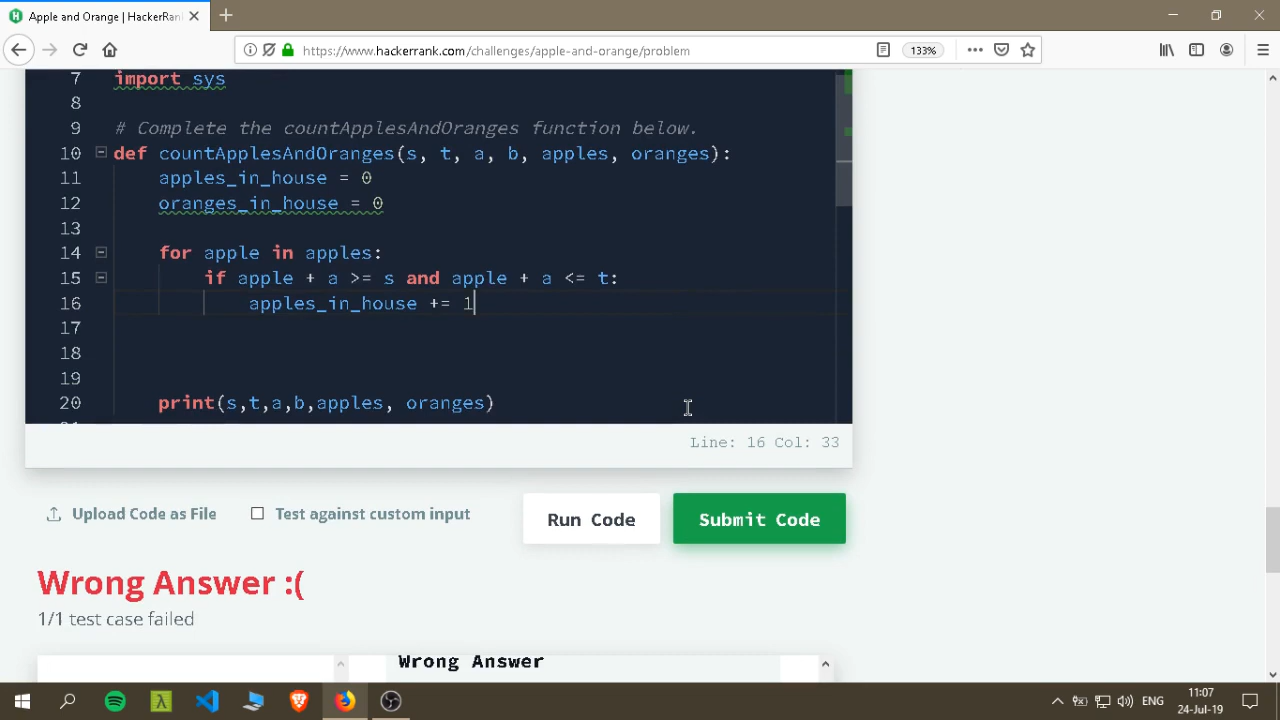 Apple and Orange | HackerRank
https://www.hackerrank.com/challenges/apple-and-orange/problem
133%
7 import sys
8
9 # Complete the countApplesAndOranges function below.
10 def countApplesAndOranges(s, t, a, b, apples, oranges):
11 apples_in_house = 0
12 oranges_in_house = 0
13
14 for apple in apples:
15 if apple + a >= s and apple + a <= t:
16 apples_in_house += 1
17
18
19
20 print(s,t,a,b,apples, oranges)
Line: 16 Col: 33
Upload Code as File
Test against custom input
Run Code
Submit Code
Wrong Answer :(
1/1 test case failed
Wrong Answer
ENG
11:07
24-Jul-19